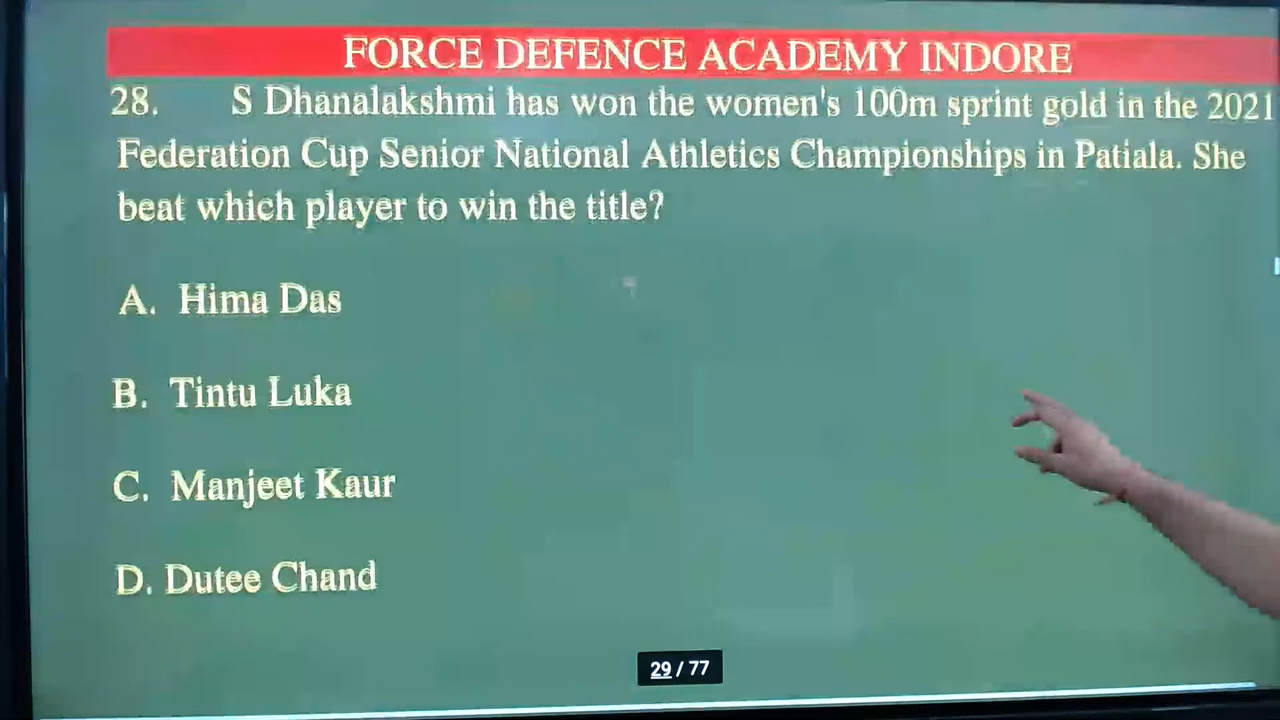 FORCE DEFENCE ACADEMY INDORE
28. S Dhanalakshmi has won the women's 100m sprint gold in the 2021
Federation Cup Senior National Athletics Championships in Patiala. She
beat which player to win the title?
A. Hima Das
B. Tintu Luka
C. Manjeet Kaur
D. Dutee Chand
29 / 77